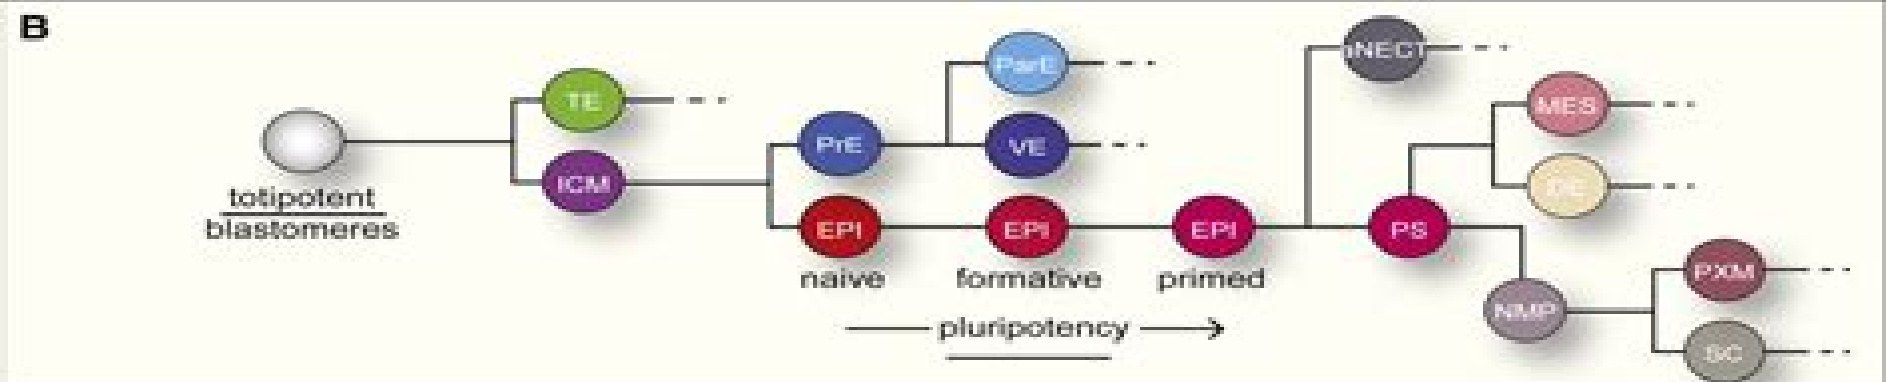 B
totipotent
blastomeres
TE
ICM
PrE
EPI
naive
ParE
VE
EPI
formative
EPI
primed
pluripotency
PS
MES
NMP
PXM
SC